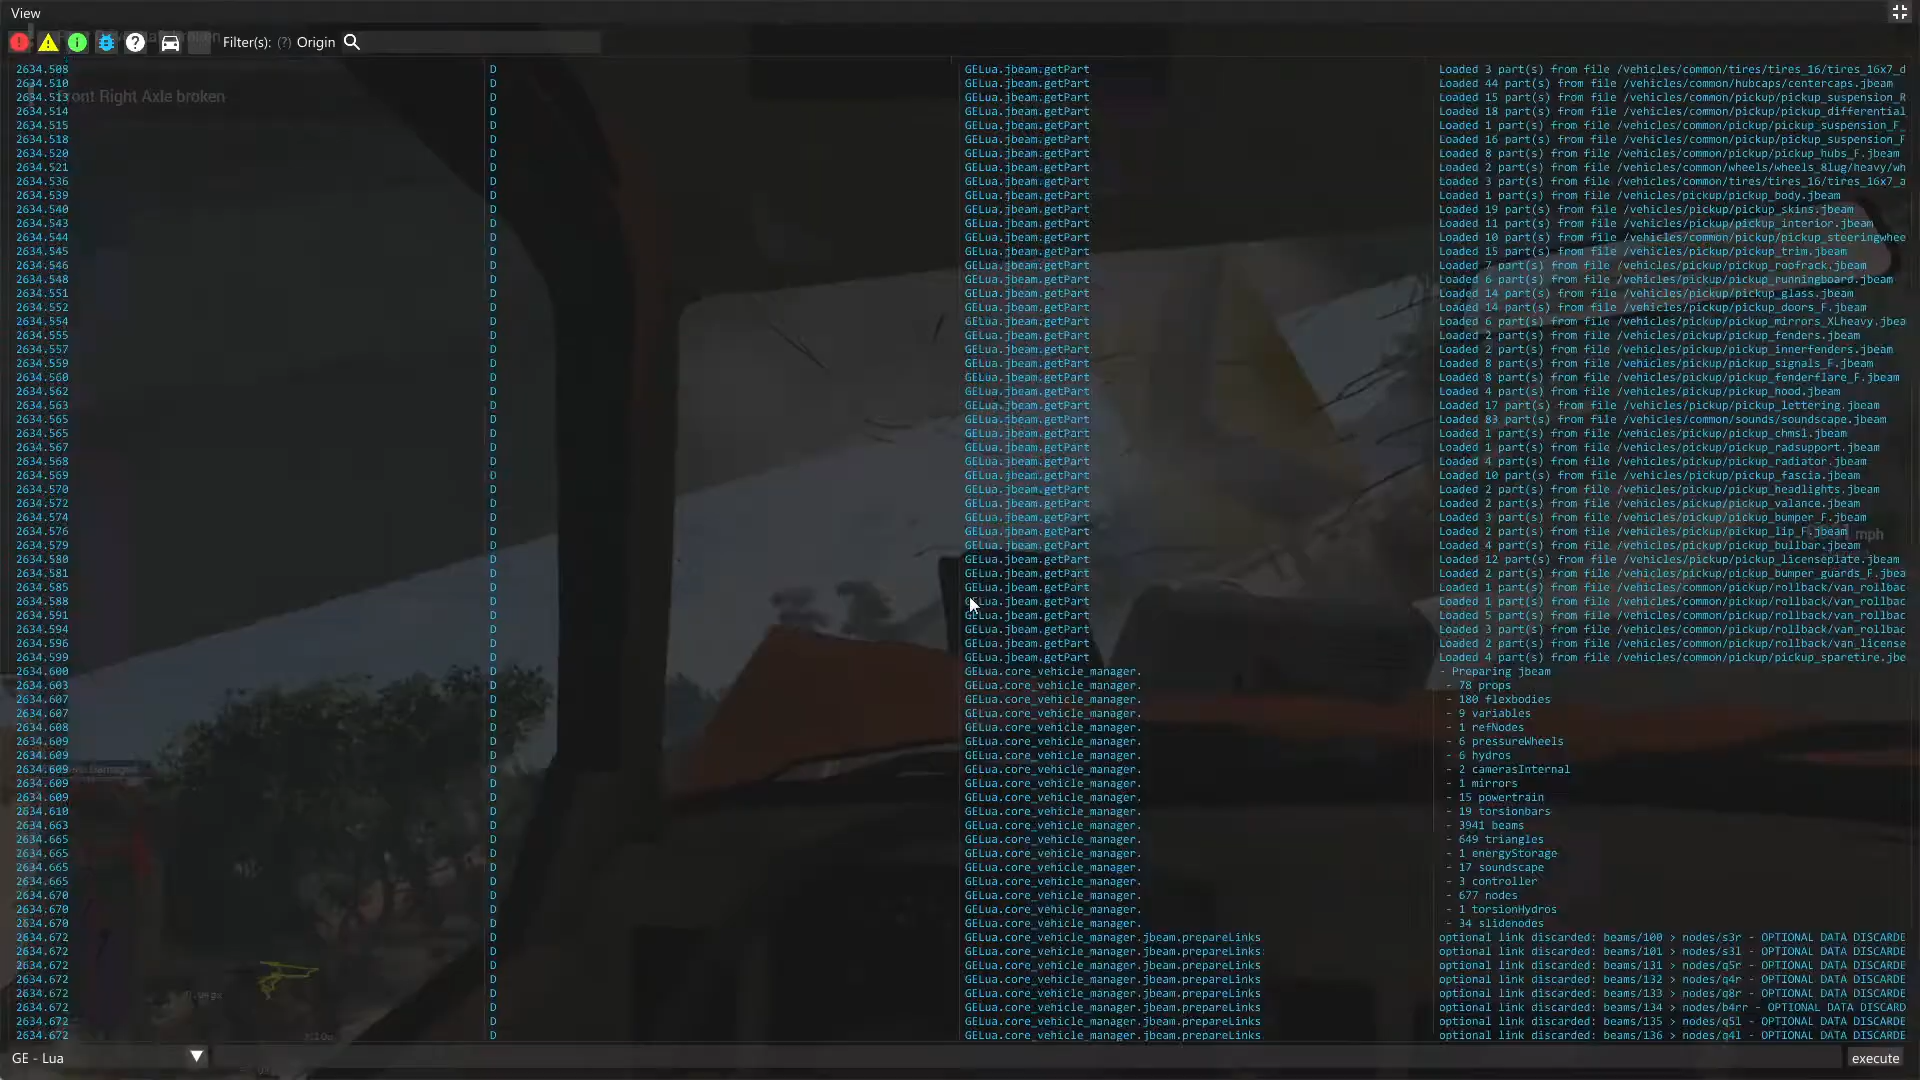 View
Filter(s): (?) Origin
2634.508 D GELua.jbeam.getPart Loaded 3 part(s) from file /vehicles/common/tires/tires_16/tires_16x7_d
2634.510 D GELua.jbeam.getPart Loaded 44 part(s) from file /vehicles/common/hubcaps/centercaps.jbeam
2634.513 D GELua.jbeam.getPart Loaded 15 part(s) from file /vehicles/common/pickup/pickup_suspension_R
ront Right Axle broken
2634.514 D GELua.jbeam.getPart Loaded 18 part(s) from file /vehicles/common/pickup/pickup_differential
2634.515 D GELua.jbeam.getPart Loaded 1 part(s) from file /vehicles/common/pickup/pickup_suspension_F_
2634.518 D GELua.jbeam.getPart Loaded 16 part(s) from file /vehicles/common/pickup/pickup_suspension_F
2634.520 D GELua.jbeam.getPart Loaded 8 part(s) from file /vehicles/common/pickup/pickup_hubs_F.jbeam
2634.521 D GELua.jbeam.getPart Loaded 2 part(s) from file /vehicles/common/wheels/wheels_8lug/heavy/wh
2634.536 D GELua.jbeam.getPart Loaded 3 part(s) from file /vehicles/common/tires/tires_16/tires_16x7_a
2634.539 D GELua.jbeam.getPart Loaded 1 part(s) from file /vehicles/pickup/pickup_body.jbeam
2634.540 D GELua.jbeam.getPart Loaded 19 part(s) from file /vehicles/pickup/pickup_skins.jbeam
2634.543 D GELua.jbeam.getPart Loaded 11 part(s) from file /vehicles/pickup/pickup_interior.jbeam
2634.544 D GELua.jbeam.getPart Loaded 10 part(s) from file /vehicles/common/pickup/pickup_steeringwhee
2634.545 D GELua.jbeam.getPart Loaded 15 part(s) from file /vehicles/pickup/pickup_trim.jbeam
2634.546 D GELua.jbeam.getPart Loaded 7 part(s) from file /vehicles/pickup/pickup_roofrack.jbeam
2634.548 D GELua.jbeam.getPart Loaded 6 part(s) from file /vehicles/pickup/pickup_runningboard.jbeam
2634.551 D GELua.jbeam.getPart Loaded 14 part(s) from file /vehicles/pickup/pickup_glass.jbeam
2634.552 D GELua.jbeam.getPart Loaded 14 part(s) from file /vehicles/pickup/pickup_doors_F.jbeam
2634.554 D GELua.jbeam.getPart Loaded 6 part(s) from file /vehicles/pickup/pickup_mirrors_XLheavy.jbea
2634.555 D GELua.jbeam.getPart Loaded 2 part(s) from file /vehicles/pickup/pickup_fenders.jbeam
2634.557 D GELua.jbeam.getPart Loaded 2 part(s) from file /vehicles/pickup/pickup_innerfenders.jbeam
2634.559 D GELua.jbeam.getPart Loaded 8 part(s) from file /vehicles/pickup/pickup_signals_F.jbeam
2634.560 D GELua.jbeam.getPart Loaded 8 part(s) from file /vehicles/pickup/pickup_fenderflare_F.jbeam
2634.562 D GELua.jbeam.getPart Loaded 4 part(s) from file /vehicles/pickup/pickup_hood.jbeam
2634.563 D GELua.jbeam.getPart Loaded 17 part(s) from file /vehicles/pickup/pickup_lettering.jbeam
2634.565 D GELua.jbeam.getPart Loaded 83 part(s) from file /vehicles/common/sounds/soundscape.jbeam
2634.565 D GELua.jbeam.getPart Loaded 1 part(s) from file /vehicles/pickup/pickup_chmsl.jbeam
2634.567 D GELua.jbeam.getPart Loaded 1 part(s) from file /vehicles/pickup/pickup_radsupport.jbeam
2634.568 D GELua.jbeam.getPart Loaded 4 part(s) from file /vehicles/pickup/pickup_radiator.jbeam
2634.569 D GELua.jbeam.getPart Loaded 10 part(s) from file /vehicles/pickup/pickup_fascia.jbeam
2634.570 D GELua.jbeam.getPart Loaded 2 part(s) from file /vehicles/pickup/pickup_headlights.jbeam
2634.572 D GELua.jbeam.getPart Loaded 2 part(s) from file /vehicles/pickup/pickup_valance.jbeam
2634.574 D GELua.jbeam.getPart Loaded 3 part(s) from file /vehicles/pickup/pickup_bumper_F.jbeam
2634.576 D GELua.jbeam.getPart Loaded 2 part(s) from file /vehicles/pickup/pickup_lip_F.jbeam
mph
2634.579 D GELua.jbeam.getPart Loaded 4 part(s) from file /vehicles/pickup/pickup_bullbar.jbeam
2634.580 D GELua.jbeam.getPart Loaded 12 part(s) from file /vehicles/common/pickup_licenseplate.jbeam
2634.581 D GELua.jbeam.getPart Loaded 2 part(s) from file /vehicles/pickup/pickup_bumper_guards_F.jbea
2634.585 D GELua.jbeam.getPart Loaded 1 part(s) from file /vehicles/common/pickup/rollback/van_rollbac
2634.588 D GELua.jbeam.getPart Loaded 1 part(s) from file /vehicles/common/pickup/rollback/van_rollbac
2634.591 D GELua.jbeam.getPart Loaded 5 part(s) from file /vehicles/common/pickup/rollback/van_rollbac
2634.594 D GELua.jbeam.getPart Loaded 3 part(s) from file /vehicles/common/pickup/rollback/van_rollbac
2634.596 D GELua.jbeam.getPart Loaded 2 part(s) from file /vehicles/common/pickup/rollback/van_license
2634.599 D GELua.jbeam.getPart Loaded 4 part(s) from file /vehicles/common/pickup/pickup_sparetire.jbe
2634.600 D GELua.core_vehicle_manager. - Preparing jbeam
2634.603 D GELua.core_vehicle_manager. - 78 props
2634.607 D GELua.core_vehicle_manager. - 180 flexbodies
2634.607 D GELua.core_vehicle_manager. - 9 variables
2634.608 D GELua.core_vehicle_manager. - 1 refNodes
2634.609 D GELua.core_vehicle_manager. - 6 pressureWheels
2634.609 D GELua.core_vehicle_manager. - 6 hydros
2634.609 D GELua.core_vehicle_manager. - 2 camerasInternal
2634.609 D GELua.core_vehicle_manager. - 1 mirrors
2634.609 D GELua.core_vehicle_manager. - 15 powertrain
2634.610 D GELua.core_vehicle_manager. - 19 torsionbars
2634.663 D GELua.core_vehicle_manager. - 3941 beams
2634.665 D GELua.core_vehicle_manager. - 649 triangles
2634.665 D GELua.core_vehicle_manager. - 1 energyStorage
2634.665 D GELua.core_vehicle_manager. - 17 soundscape
2634.665 D GELua.core_vehicle_manager. - 3 controller
2634.670 D GELua.core_vehicle_manager. - 677 nodes
2634.670 D GELua.core_vehicle_manager. - 1 torsionHydros
2634.670 D GELua.core_vehicle_manager. - 34 slidenodes
2634.672 D GELua.core_vehicle_manager.jbeam.prepareLinks optional link discarded: beams/100 > nodes/s3r - OPTIONAL DATA DISCARDE
2634.672 D GELua.core_vehicle_manager.jbeam.prepareLinks optional link discarded: beams/101 > nodes/s3l - OPTIONAL DATA DISCARDE
2634.672 D GELua.core_vehicle_manager.jbeam.prepareLinks optional link discarded: beams/131 > nodes/q5r - OPTIONAL DATA DISCARDE
2634.672 D GELua.core_vehicle_manager.jbeam.prepareLinks optional link discarded: beams/132 > nodes/q4r - OPTIONAL DATA DISCARDE
2634.672 D GELua.core_vehicle_manager.jbeam.prepareLinks optional link discarded: beams/133 > nodes/q8r - OPTIONAL DATA DISCARDE
2634.672 D GELua.core_vehicle_manager.jbeam.prepareLinks optional link discarded: beams/134 > nodes/b4rr - OPTIONAL DATA DISCARD
2634.672 D GELua.core_vehicle_manager.jbeam.prepareLinks optional link discarded: beams/135 > nodes/q5l - OPTIONAL DATA DISCARDE
2634.672 D GELua.core_vehicle_manager.jbeam.prepareLinks optional link discarded: beams/136 > nodes/q4l - OPTIONAL DATA DISCARDE
GE - Lua
execute